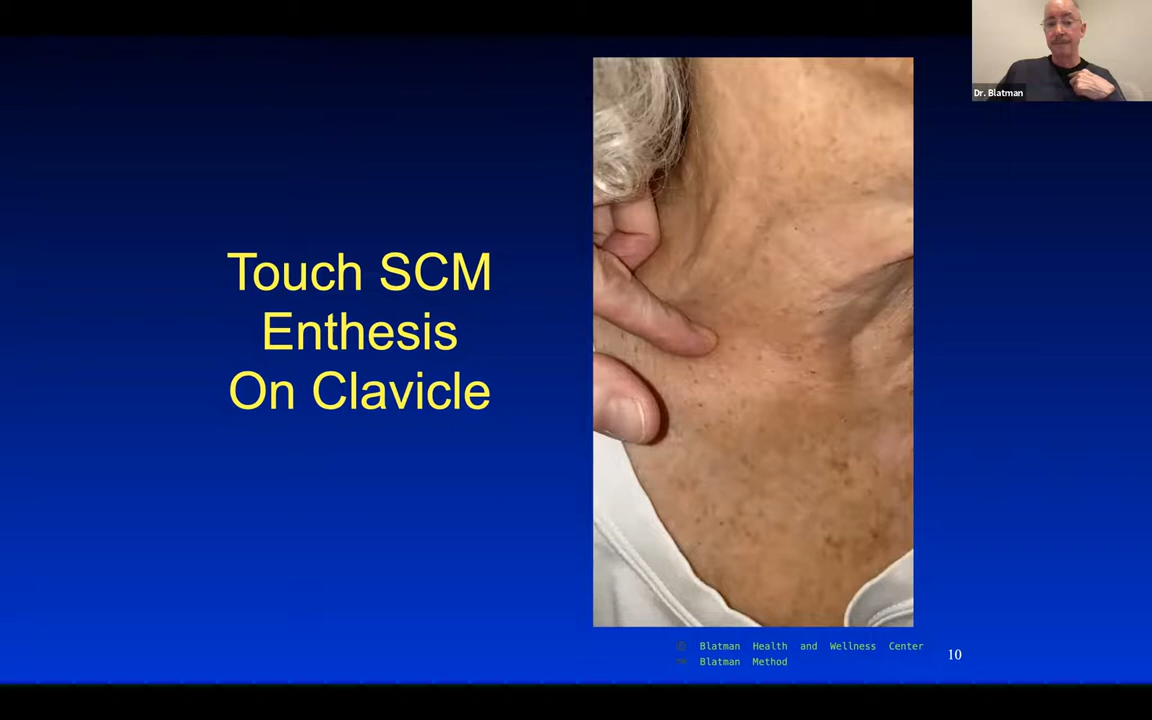 Dr. Blatman
Touch SCM
Enthesis
On Clavicle
Blatman Health and Wellness Center
Blatman Method
10